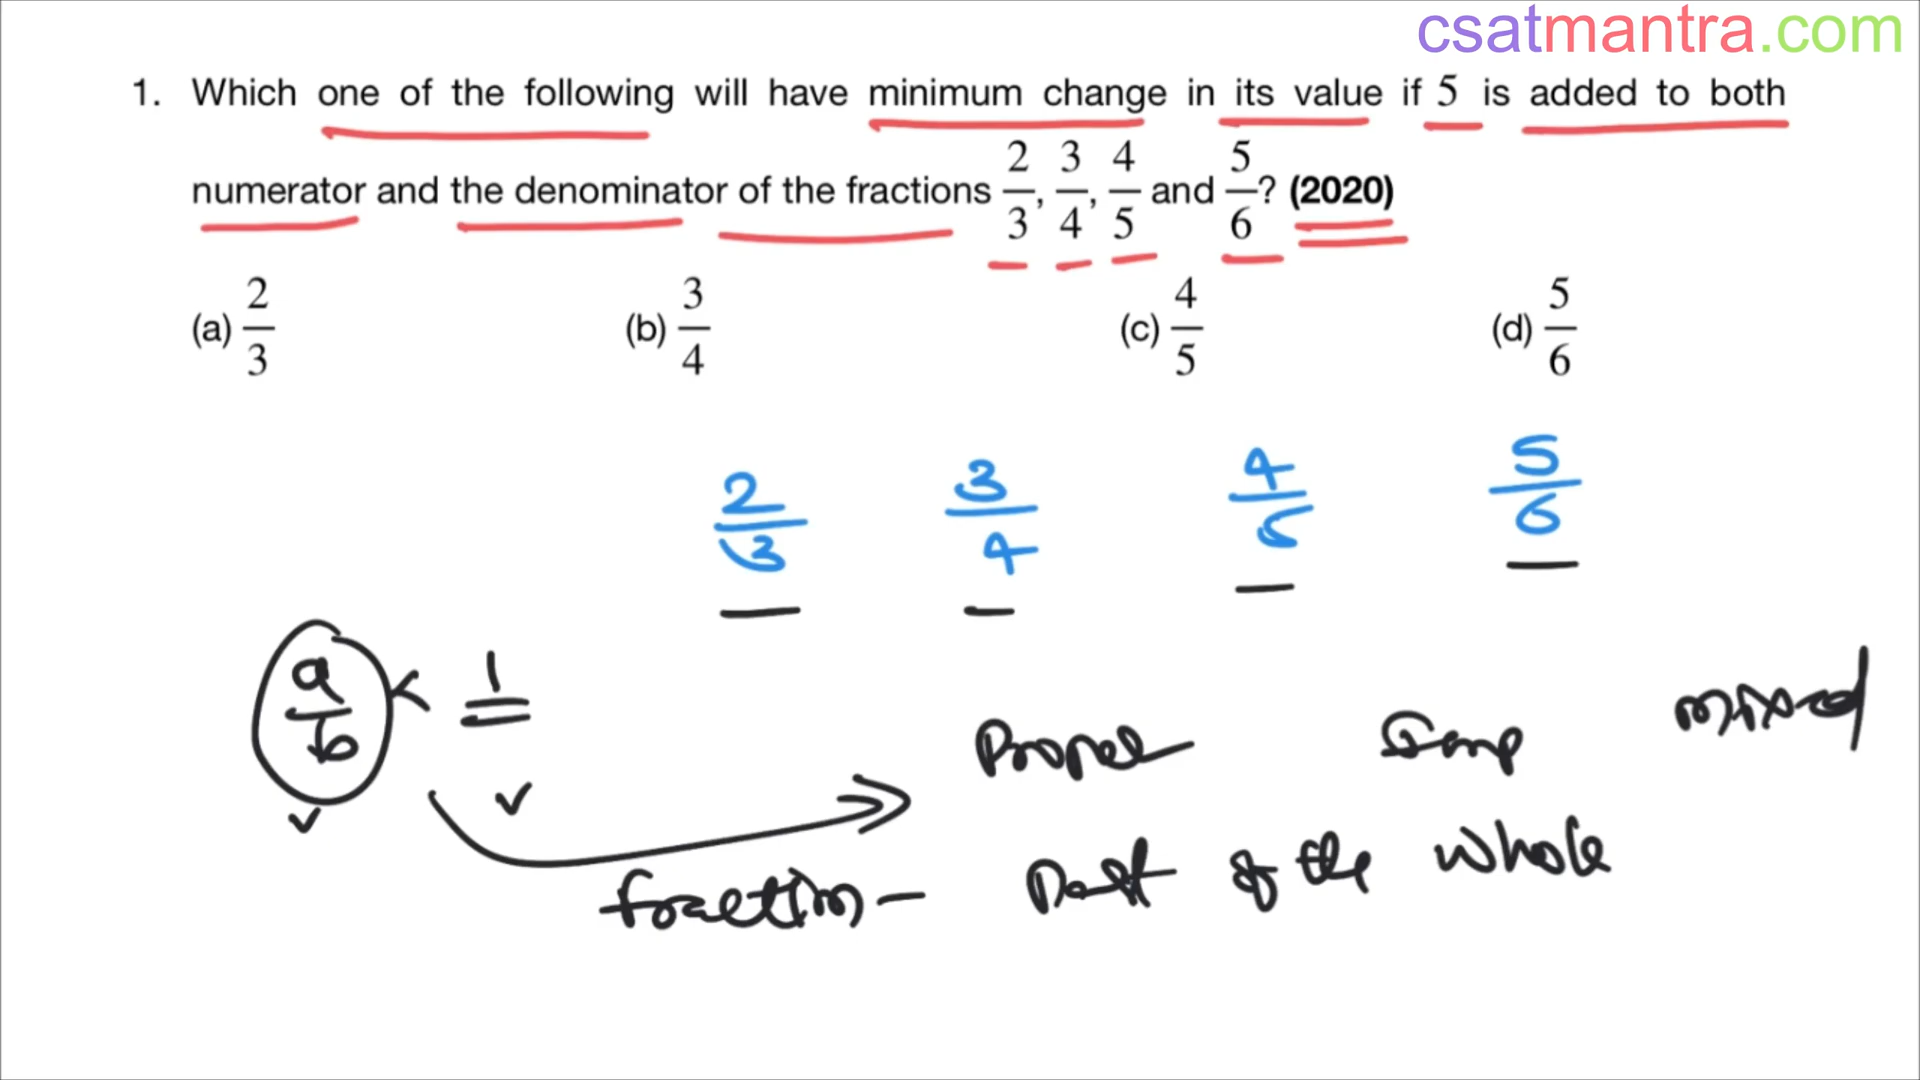 csatmantra.com
1. Which one of the following will have minimum change in its value if 5 is added to both
numerator and the denominator of the fractions 2/3, 3/4, 4/5 and 5/6? (2020)
(a) 2/3 (b) 3/4 (c) 4/5 (d) 5/6
2/3 3/4 4/5 5/6
a/b < 1
Proper Imp mixed
fraction - Part of the whole